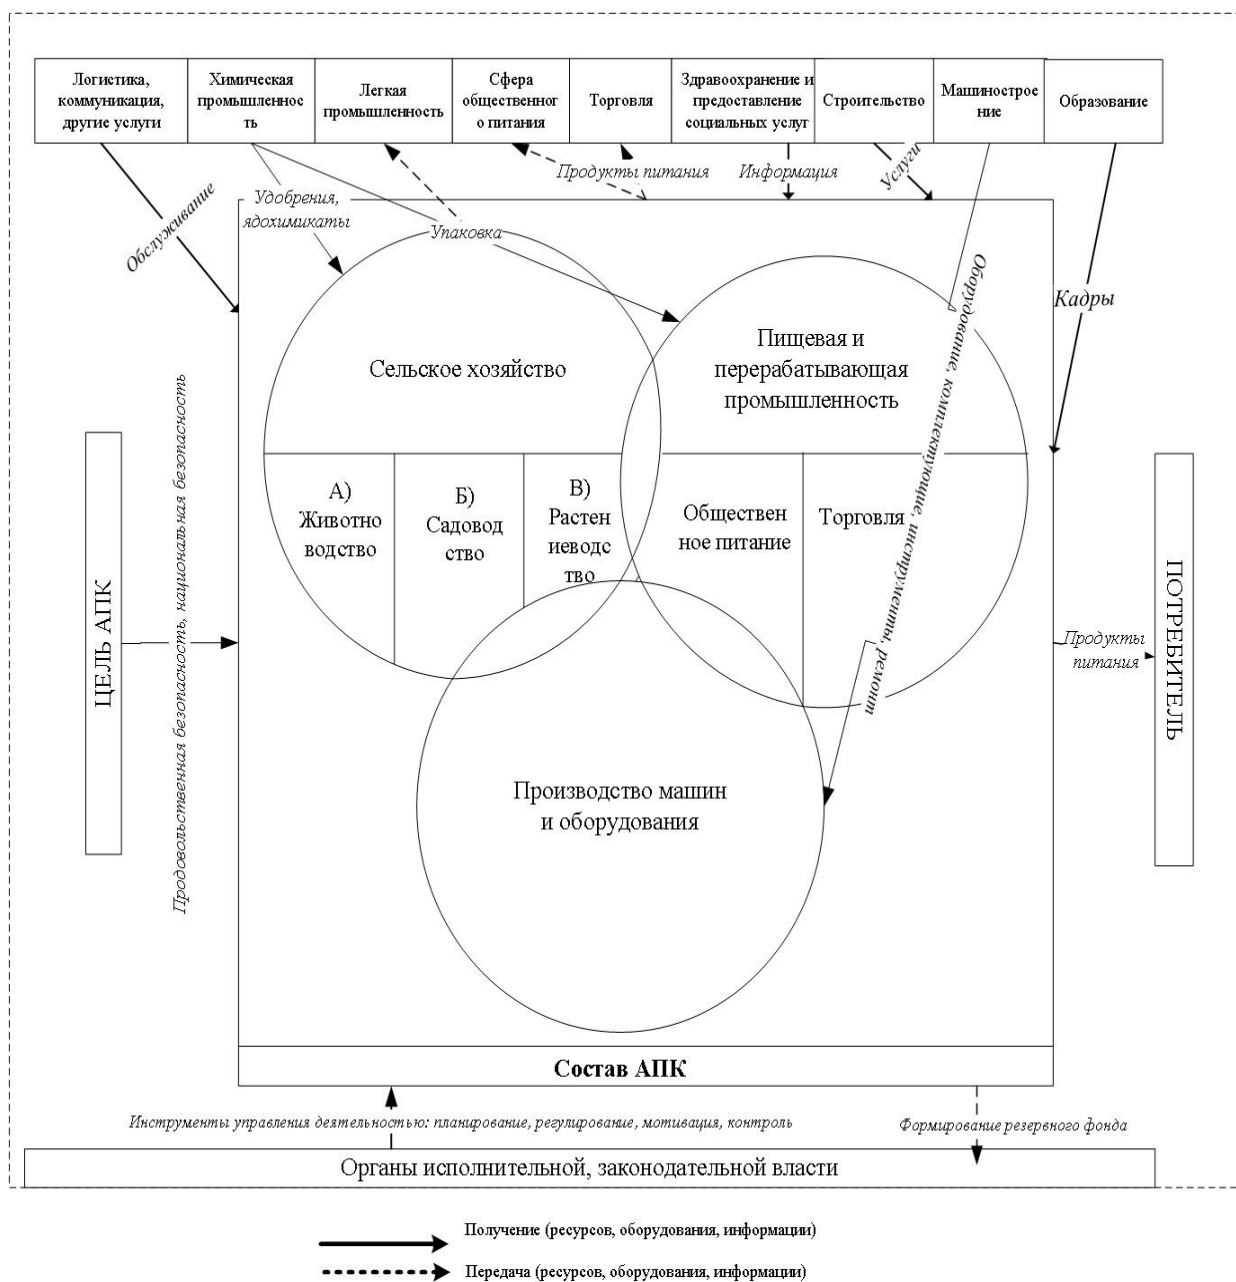 Логистика,
коммуникация,
другие услуги
Химическая
промышленнос
ть
Легкая
промышленность
Сфера
общественног
о питания
Торговля
Здравоохранение и
предоставление
социальных услуг
Строительство
Машинострое
ние
Образование
Обслуживание
Удобрения,
ядохимикаты
Упаковка
Продукты питания
Информация
Услуги
Оборудование, комплектующие, инструменты, ремонт
Кадры
Сельское хозяйство
Пищевая и
перерабатывающая
промышленность
А)
Животно
водство
Б)
Садовод
ство
В)
Растен
иеводс
тво
Обществен
ное питание
Торговля
ЦЕЛЬ АПК
Продовольственная безопасность, национальная безопасность
Продукты
питания
ПОТРЕБИТЕЛЬ
Производство машин
и оборудования
Состав АПК
Инструменты управления деятельностью: планирование, регулирование, мотивация, контроль
Формирование резервного фонда
Органы исполнительной, законодательной власти
Получение (ресурсов, оборудования, информации)
Передача (ресурсов, оборудования, информации)